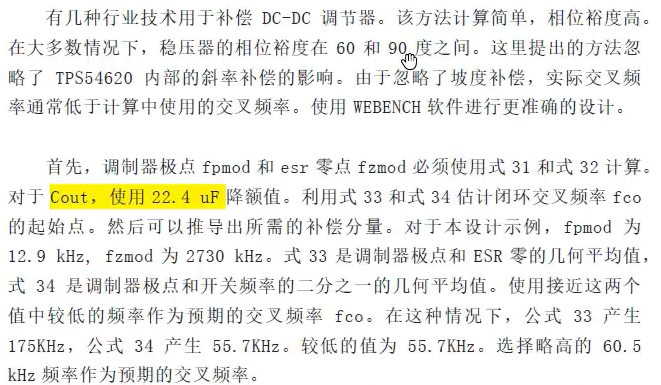 有几种行业技术用于补偿 DC-DC 调节器。该方法计算简单，相位裕度高。
在大多数情况下，稳压器的相位裕度在 60 和 90 度之间。这里提出的方法忽
略了 TPS54620 内部的斜率补偿的影响。由于忽略了坡度补偿，实际交叉频
率通常低于计算中使用的交叉频率。使用 WEBENCH 软件进行更准确的设计。
首先，调制器极点 fpmod 和 esr 零点 fzmod 必须使用式 31 和式 32 计算。
对于 Cout，使用 22.4 uF 降额值。利用式 33 和式 34 估计闭环交叉频率 fco
的起始点。然后可以推导出所需的补偿分量。对于本设计示例，fpmod 为
12.9 kHz, fzmod 为 2730 kHz。式 33 是调制器极点和 ESR 零的几何平均值，
式 34 是调制器极点和开关频率的二分之一的几何平均值。使用接近这两个
值中较低的频率作为预期的交叉频率 fco。在这种情况下，公式 33 产生
175KHz，公式 34 产生 55.7KHz。较低的值为 55.7KHz。选择略高的 60.5
kHz 频率作为预期的交叉频率。